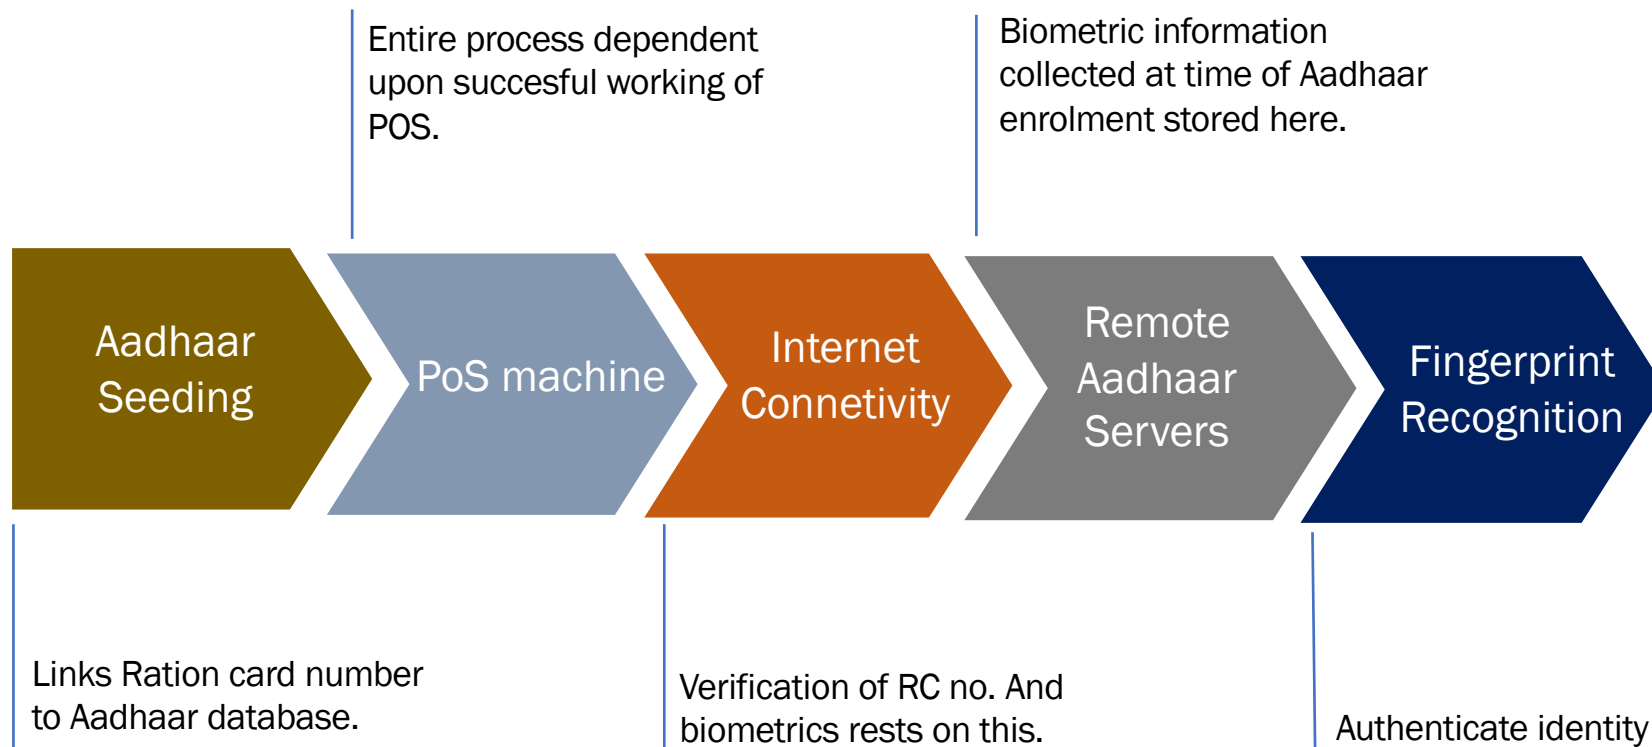 Entire process dependent
upon succesful working of
POS.
Biometric information
collected at time of Aadhaar
enrolment stored here.
Aadhaar
Seeding
PoS machine
Internet
Connetivity
Remote
Aadhaar
Servers
Fingerprint
Recognition
Links Ration card number
to Aadhaar database.
Verification of RC no. And
biometrics rests on this.
Authenticate identity